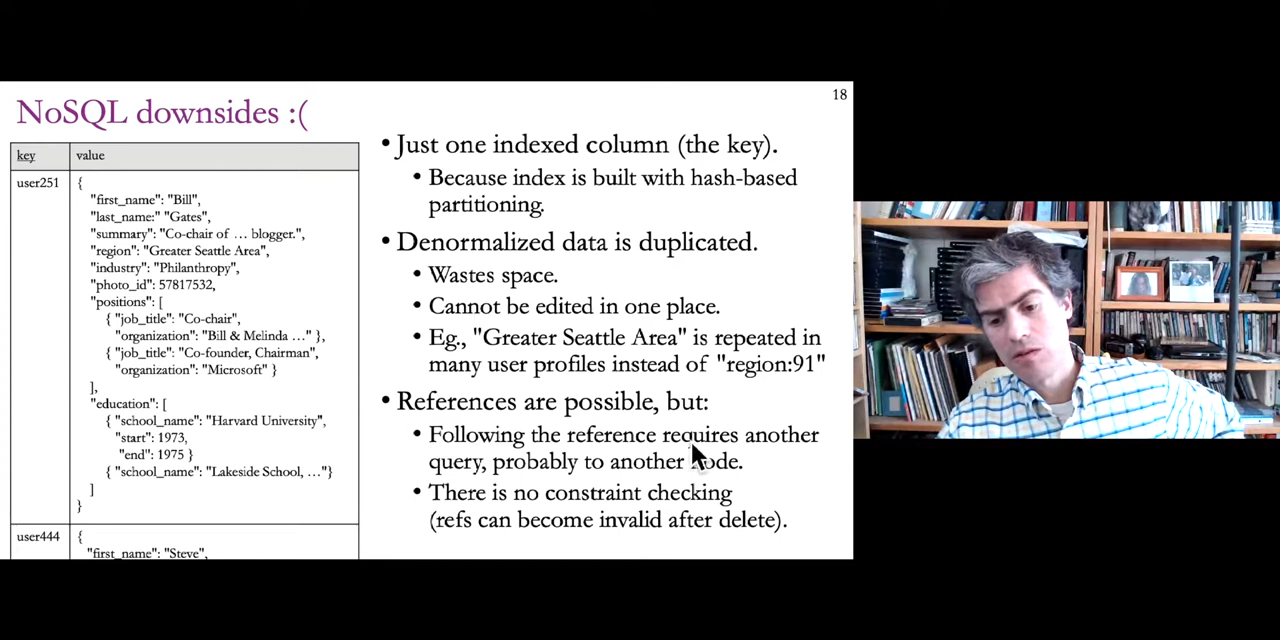 18
NoSQL downsides :(
key value
user251 {
"first_name": "Bill",
"last_name:" "Gates",
"summary": "Co-chair of … blogger.",
"region": "Greater Seattle Area",
"industry": "Philanthropy",
"photo_id": 57817532,
"positions": [
{ "job_title": "Co-chair",
"organization": "Bill & Melinda …" },
{ "job_title": "Co-founder, Chairman",
"organization": "Microsoft" }
],
"education": [
{ "school_name": "Harvard University",
"start": 1973,
"end": 1975 }
{ "school_name": "Lakeside School, …"}
]
}
user444 {
"first_name": "Steve",
• Just one indexed column (the key).
• Because index is built with hash-based
partitioning.
• Denormalized data is duplicated.
• Wastes space.
• Cannot be edited in one place.
• Eg., "Greater Seattle Area" is repeated in
many user profiles instead of "region:91"
• References are possible, but:
• Following the reference requires another
query, probably to another node.
• There is no constraint checking
(refs can become invalid after delete).